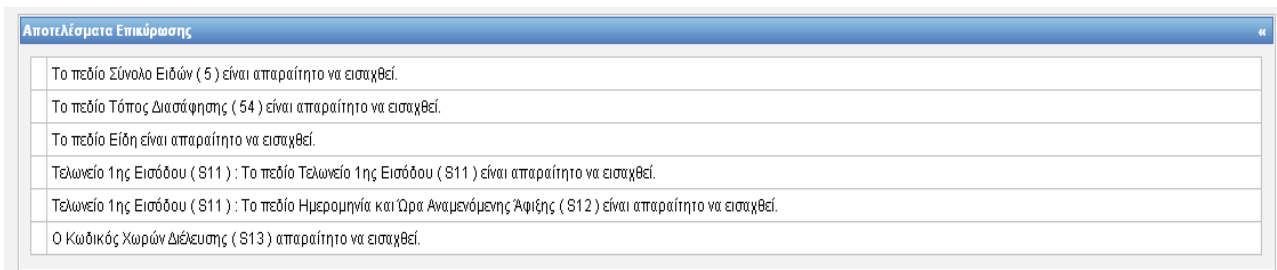 Αποτελέσματα Επικύρωσης «
Το πεδίο Σύνολο Ειδών ( 5 ) είναι απαραίτητο να εισαχθεί.
Το πεδίο Τόπος Διασάφησης ( 54 ) είναι απαραίτητο να εισαχθεί.
Το πεδίο Είδη είναι απαραίτητο να εισαχθεί.
Τελωνείο 1ης Εισόδου ( S11 ) : Το πεδίο Τελωνείο 1ης Εισόδου ( S11 ) είναι απαραίτητο να εισαχθεί.
Τελωνείο 1ης Εισόδου ( S11 ) : Το πεδίο Ημερομηνία και Ώρα Αναμενόμενης Άφιξης ( S12 ) είναι απαραίτητο να εισαχθεί.
Ο Κωδικός Χωρών Διέλευσης ( S13 ) απαραίτητο να εισαχθεί.